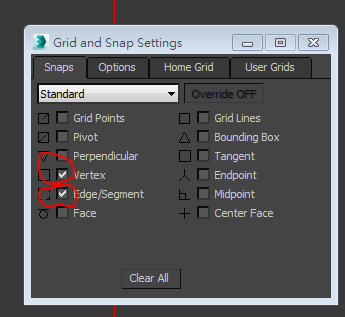 Grid and Snap Settings
Snaps Options Home Grid User Grids
Standard Override OFF
Grid Points Grid Lines
Pivot Bounding Box
Perpendicular Tangent
Vertex Endpoint
Edge/Segment Midpoint
Face Center Face
Clear All